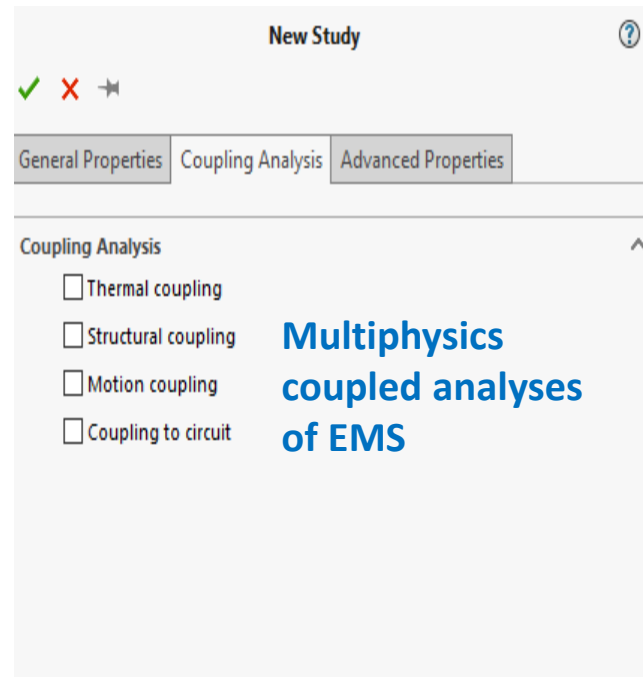 New Study
General Properties Coupling Analysis Advanced Properties
Coupling Analysis
Thermal coupling
Structural coupling
Motion coupling
Coupling to circuit
Multiphysics
coupled analyses
of EMS